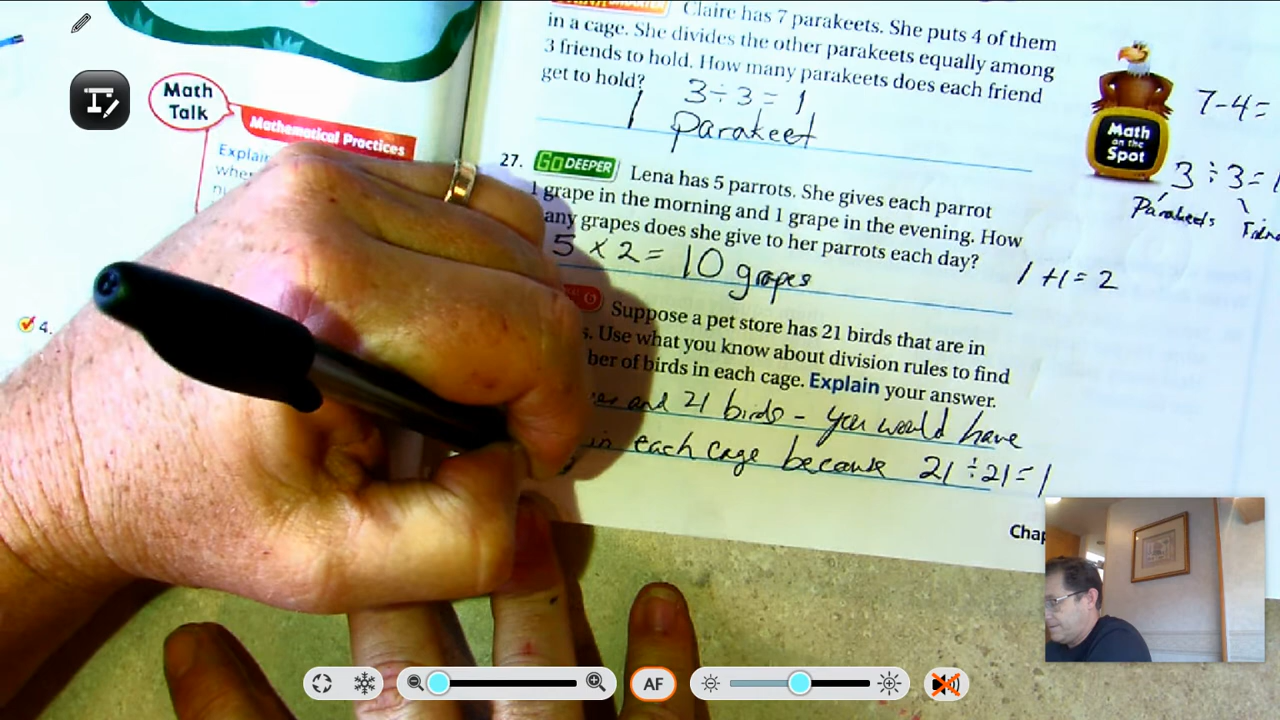 Claire has 7 parakeets. She puts 4 of them
in a cage. She divides the other parakeets equally among
3 friends to hold. How many parakeets does each friend
get to hold?
3÷3=1
1 Parakeet
7-4=
3÷3=1
Parakeets
Math on the Spot
Math Talk
Mathematical Practices
Explain
27. Go DEEPER Lena has 5 parrots. She gives each parrot
1 grape in the morning and 1 grape in the evening. How
any grapes does she give to her parrots each day?
5 x 2 = 10 grapes
1+1=2
Suppose a pet store has 21 birds that are in
s. Use what you know about division rules to find
ber of birds in each cage. Explain your answer.
and 21 birds - you would have
in each cage because 21÷21=1
4.
Chap
AF